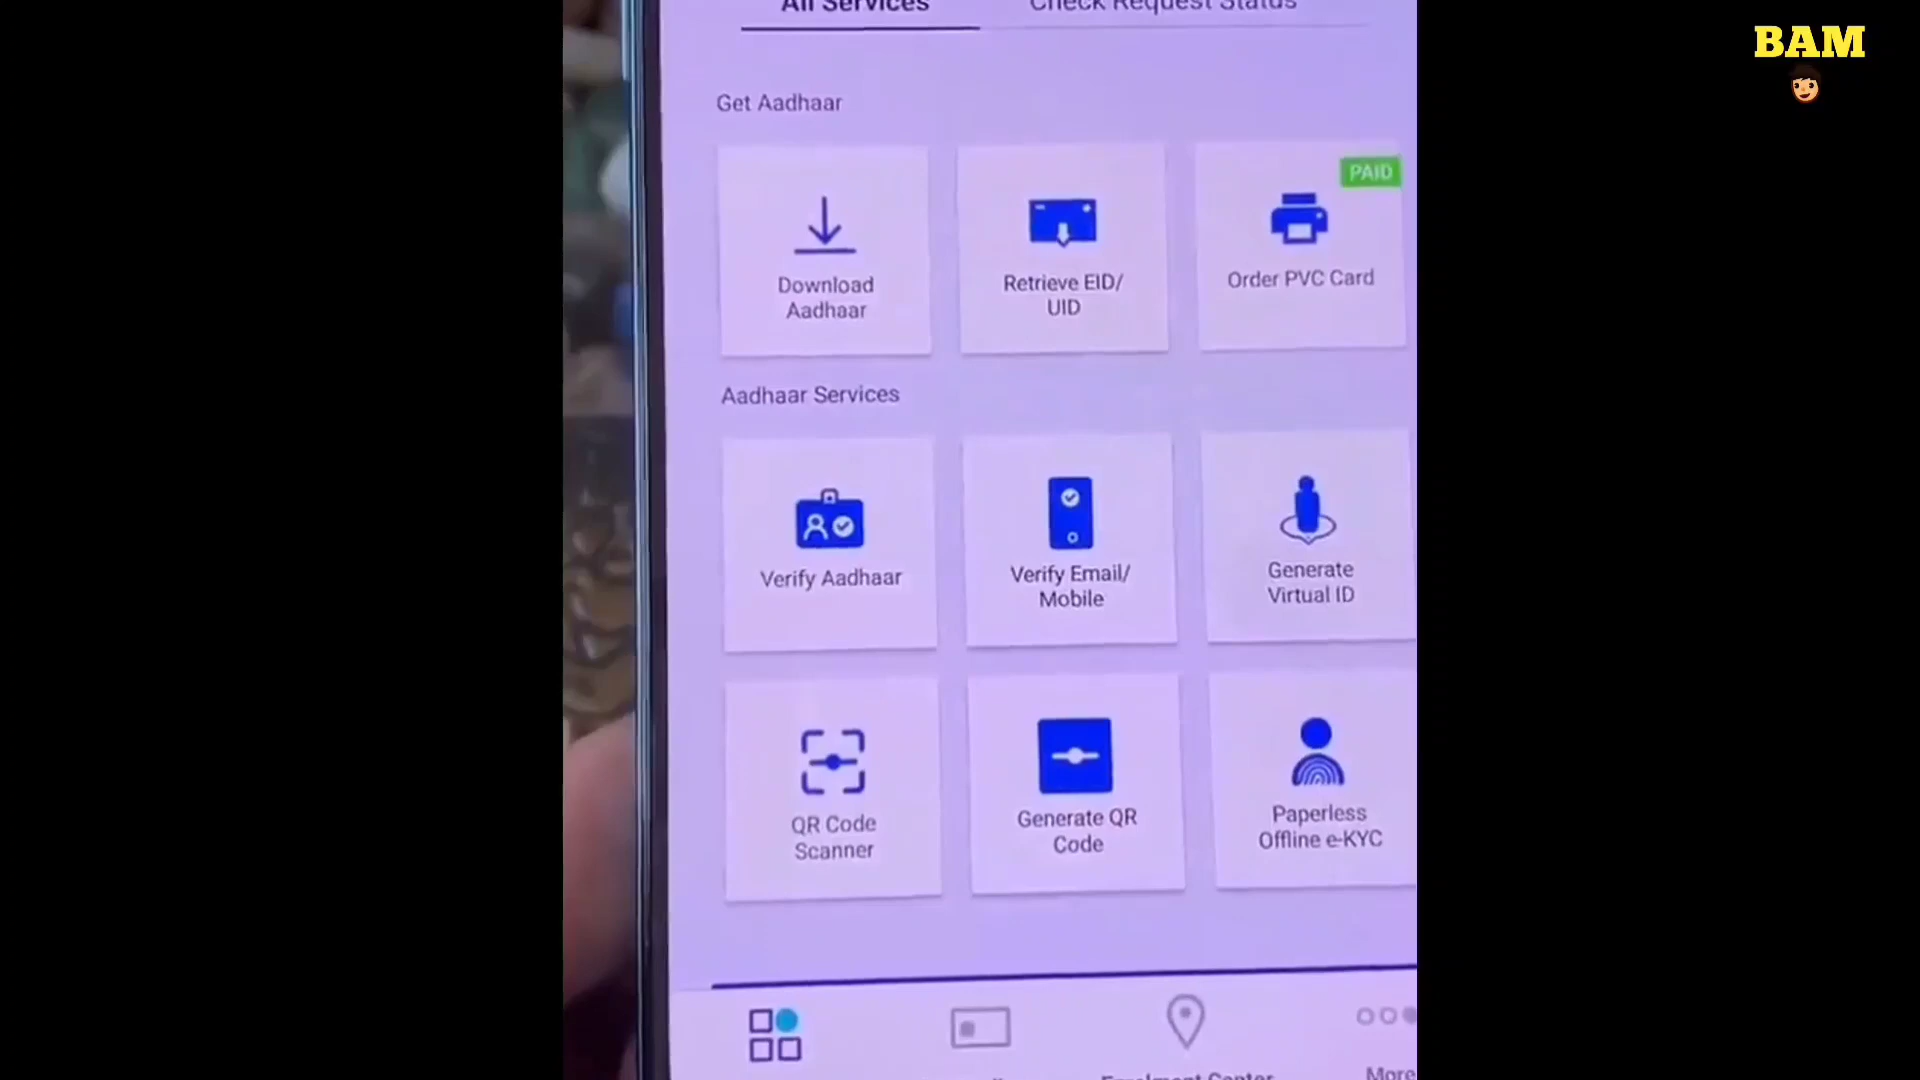 BAM
All Services
Check Request Status
Get Aadhaar
PAID
Download
Aadhaar
Retrieve EID/
UID
Order PVC Card
Aadhaar Services
Verify Aadhaar
Verify Email/
Mobile
Generate
Virtual ID
QR Code
Scanner
Generate QR
Code
Paperless
Offline e-KYC
Enrolment Center
More